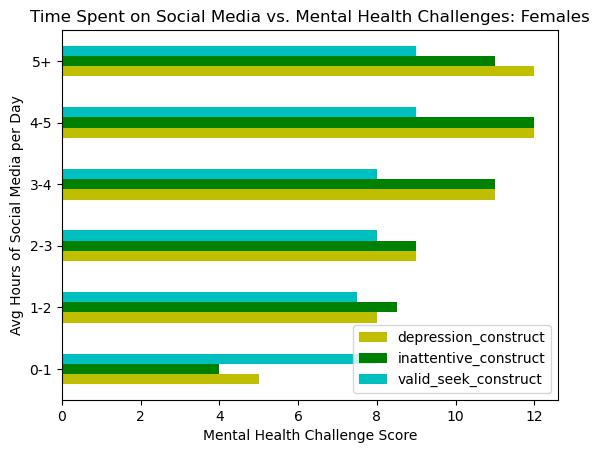 Time Spent on Social Media vs. Mental Health Challenges: Females
Avg Hours of Social Media per Day
5+
4-5
3-4
2-3
1-2
0-1
depression_construct
inattentive_construct
valid_seek_construct
0 2 4 6 8 10 12
Mental Health Challenge Score